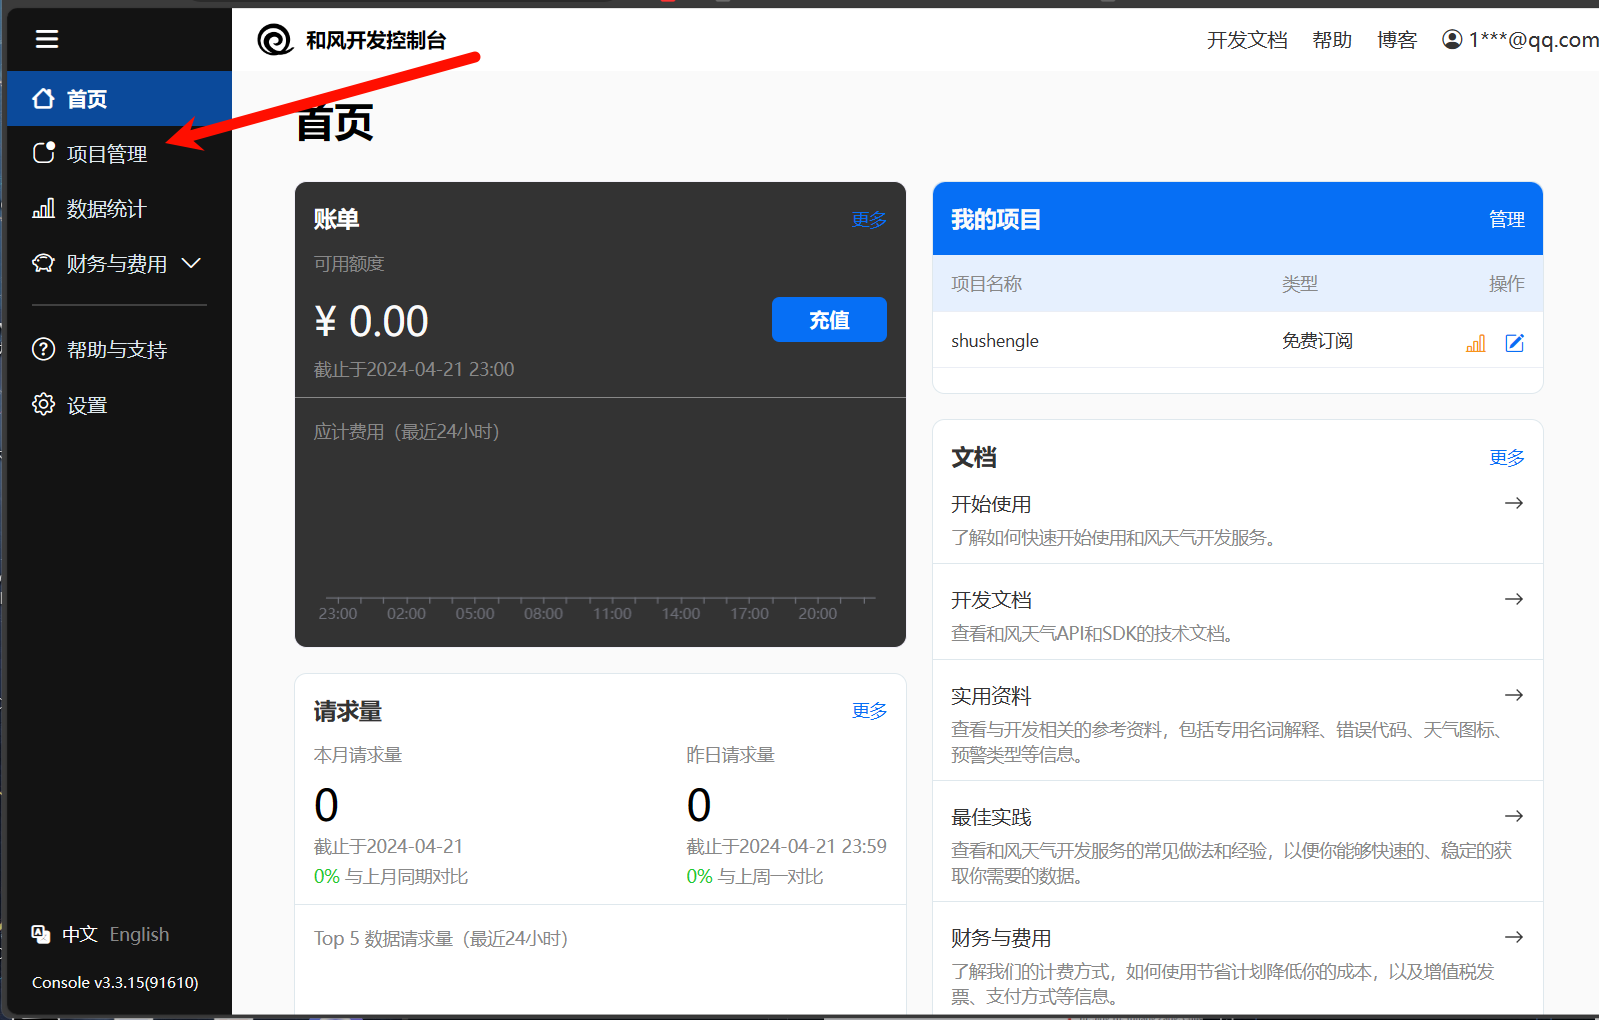 和风开发控制台
开发文档 帮助 博客 1***@qq.com
首页
项目管理
数据统计
财务与费用
帮助与支持
设置
中文 English
Console v3.3.15(91610)
首页
账单 更多
可用额度
¥ 0.00 充值
截止于2024-04-21 23:00
应计费用（最近24小时）
23:00 02:00 05:00 08:00 11:00 14:00 17:00 20:00
请求量 更多
本月请求量 昨日请求量
0 0
截止于2024-04-21 截止于2024-04-21 23:59
0% 与上月同期对比 0% 与上周一对比
Top 5 数据请求量（最近24小时）
我的项目 管理
项目名称 类型 操作
shushengle 免费订阅
文档 更多
开始使用
了解如何快速开始使用和风天气开发服务。
开发文档
查看和风天气API和SDK的技术文档。
实用资料
查看与开发相关的参考资料，包括专用名词解释、错误代码、天气图标、
预警类型等信息。
最佳实践
查看和风天气开发服务的常见做法和经验，以便你能够快速的、稳定的获
取你需要的数据。
财务与费用
了解我们的计费方式，如何使用节省计划降低你的成本，以及增值税发
票、支付方式等信息。